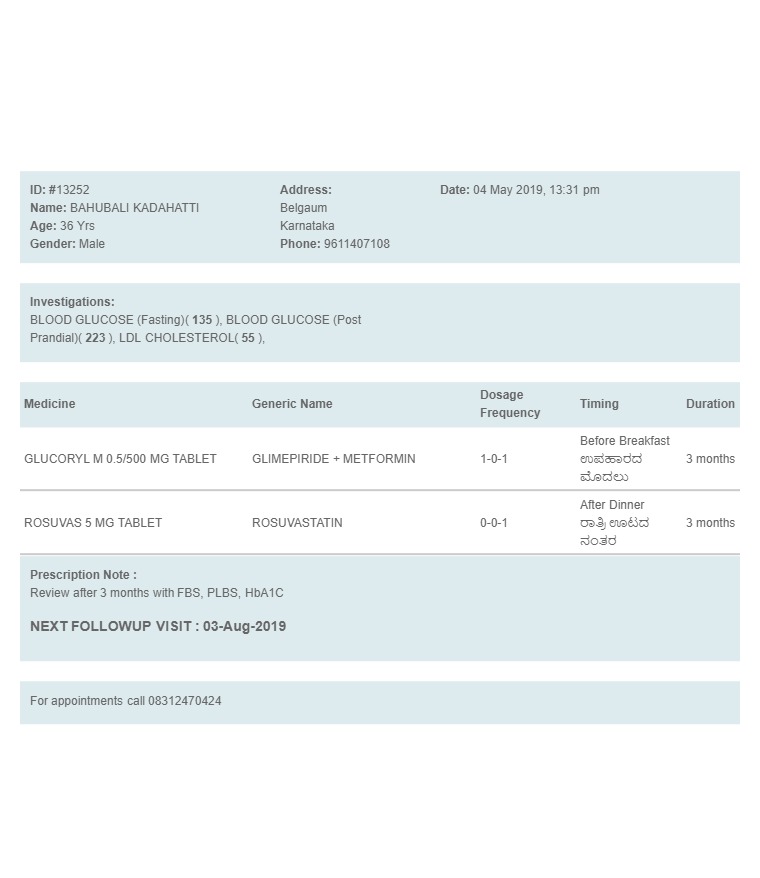 ID: #13252
Name: BAHUBALI KADAHATTI
Age: 36 Yrs
Gender: Male
Address:
Belgaum
Karnataka
Phone: 9611407108
Date: 04 May 2019, 13:31 pm
Investigations:
BLOOD GLUCOSE (Fasting)( 135 ), BLOOD GLUCOSE (Post
Prandial)( 223 ), LDL CHOLESTEROL( 55 ),
Medicine Generic Name Dosage Frequency Timing Duration
GLUCORYL M 0.5/500 MG TABLET GLIMEPIRIDE + METFORMIN 1-0-1 Before Breakfast
ಉಪಹಾರದ
ಮೊದಲು
3 months
ROSUVAS 5 MG TABLET ROSUVASTATIN 0-0-1 After Dinner
ರಾತ್ರಿ ಊಟದ
ನಂತರ
3 months
Prescription Note :
Review after 3 months with FBS, PLBS, HbA1C
NEXT FOLLOWUP VISIT : 03-Aug-2019
For appointments call 08312470424